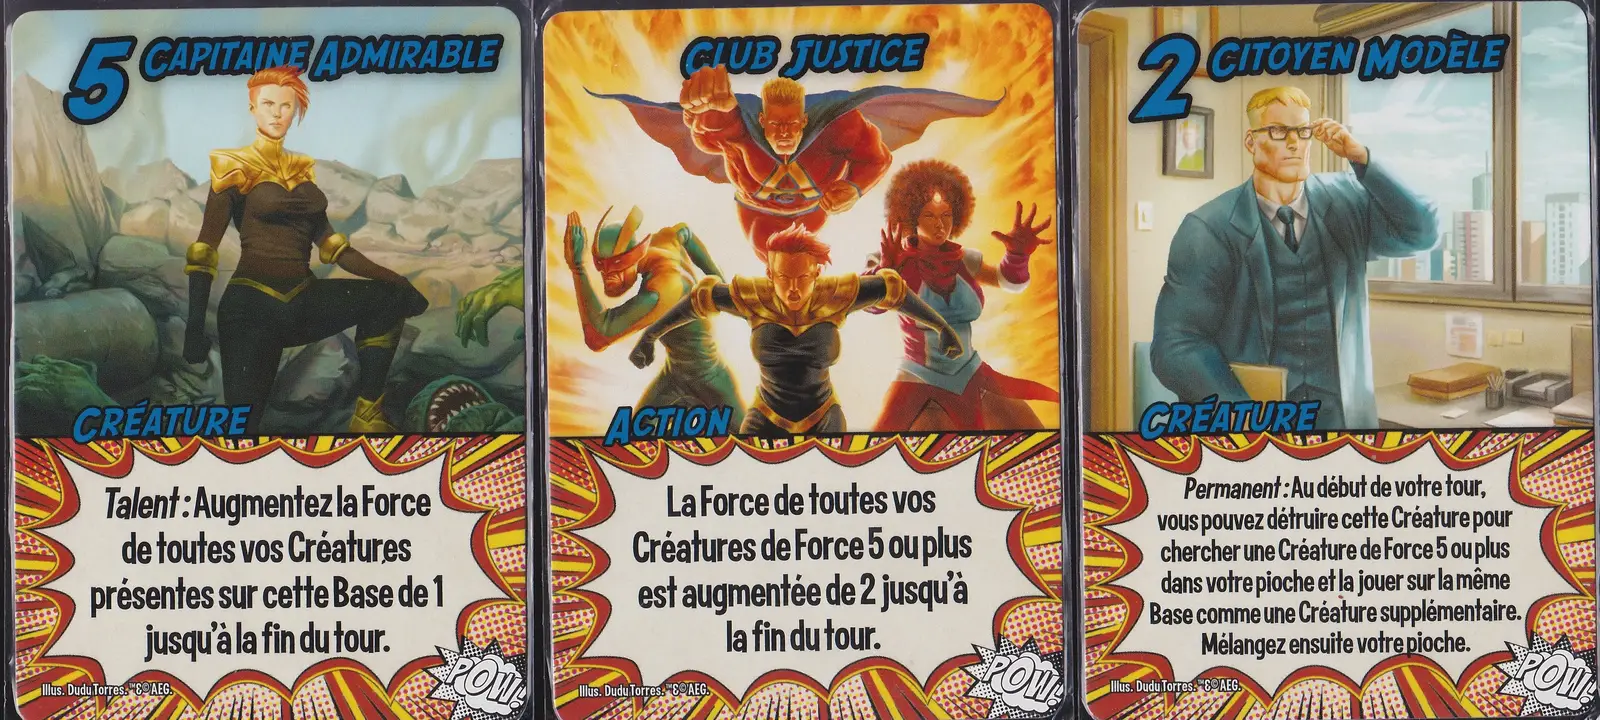 5 CAPITAINE ADMIRABLE
CRÉATURE
Talent : Augmentez la Force
de toutes vos Créatures
présentes sur cette Base de 1
jusqu'à la fin du tour.
Illus. Dudu Torres. ™&©AEG.
POW!
CLUB JUSTICE
ACTION
La Force de toutes vos
Créatures de Force 5 ou plus
est augmentée de 2 jusqu'à
la fin du tour.
Illus. Dudu Torres. ™&©AEG.
POW!
2 CITOYEN MODÈLE
CRÉATURE
Permanent : Au début de votre tour,
vous pouvez détruire cette Créature pour
chercher une Créature de Force 5 ou plus
dans votre pioche et la jouer sur la même
Base comme une Créature supplémentaire.
Mélangez ensuite votre pioche.
Illus. Dudu Torres. ™&©AEG.
POW!